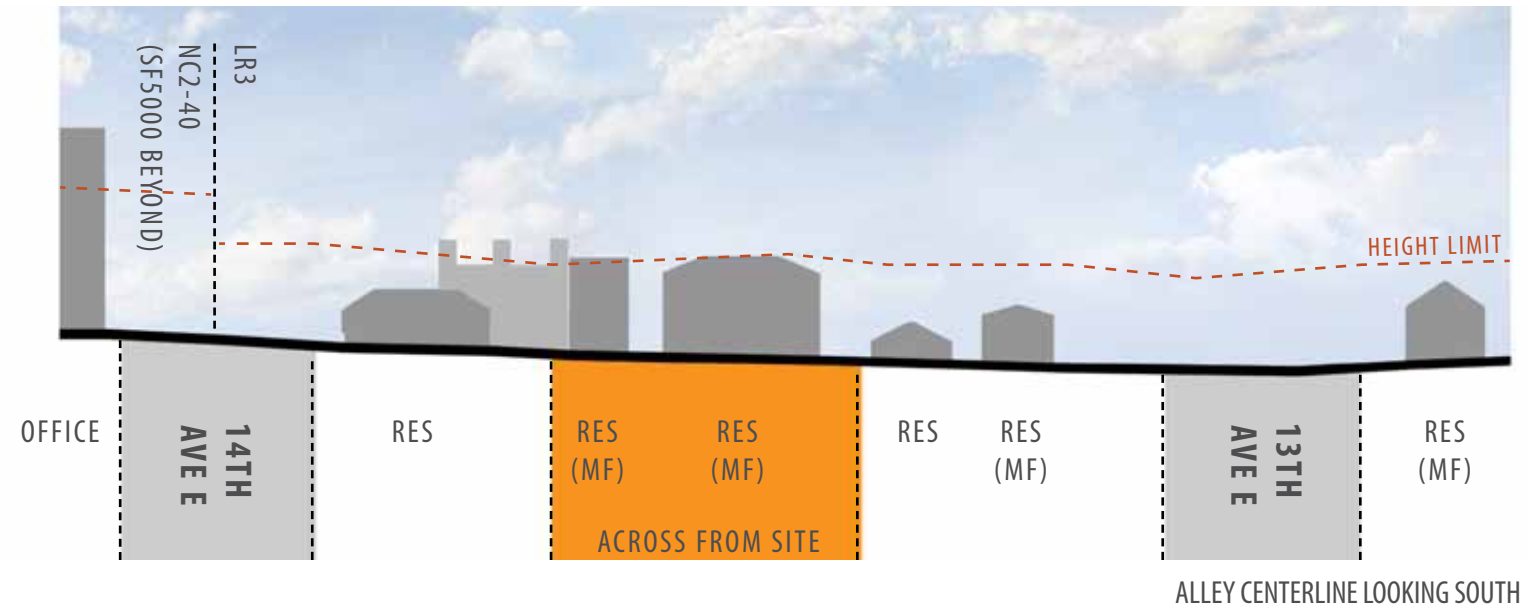 LR3
NC2-40
(SF5000 BEYOND)
HEIGHT LIMIT
OFFICE
14TH
AVE E
RES
RES
(MF)
RES
(MF)
ACROSS FROM SITE
RES
RES
(MF)
13TH
AVE E
RES
(MF)
ALLEY CENTERLINE LOOKING SOUTH